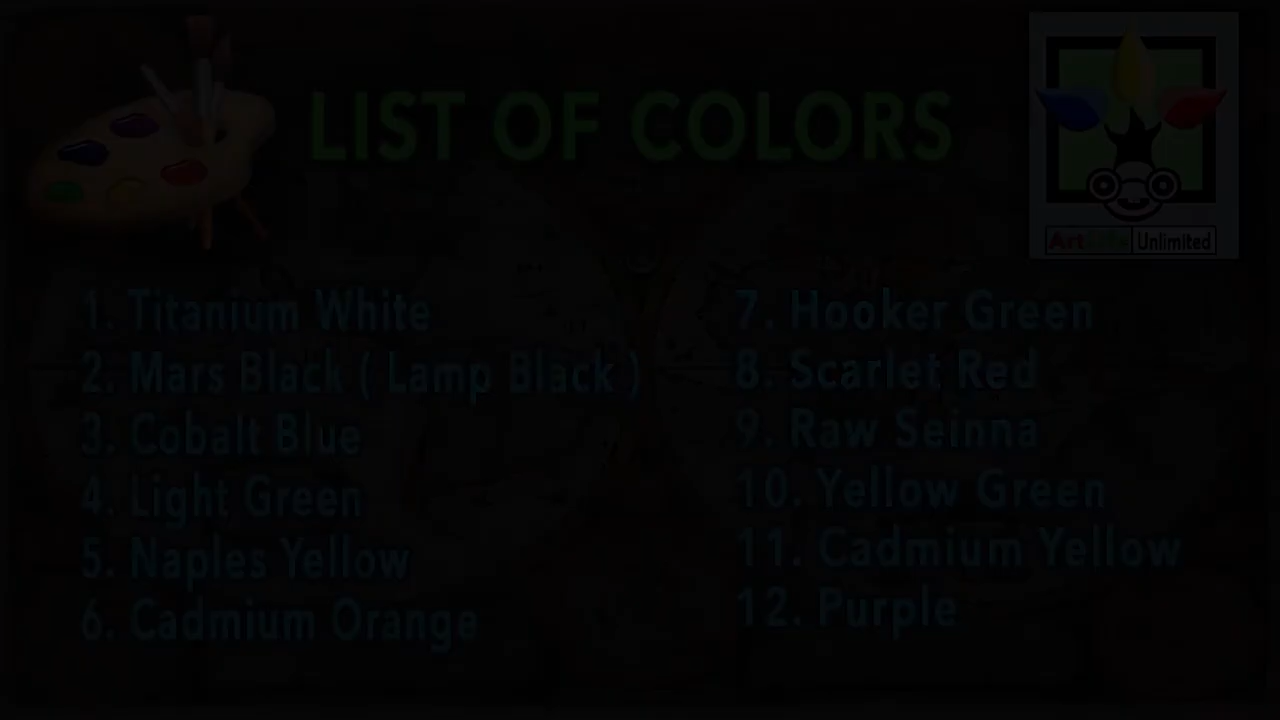 LIST OF COLORS
ArtLife Unlimited
1. Titanium White
2. Mars Black ( Lamp Black )
3. Cobalt Blue
4. Light Green
5. Naples Yellow
6. Cadmium Orange
7. Hooker Green
8. Scarlet Red
9. Raw Seinna
10. Yellow Green
11. Cadmium Yellow
12. Purple